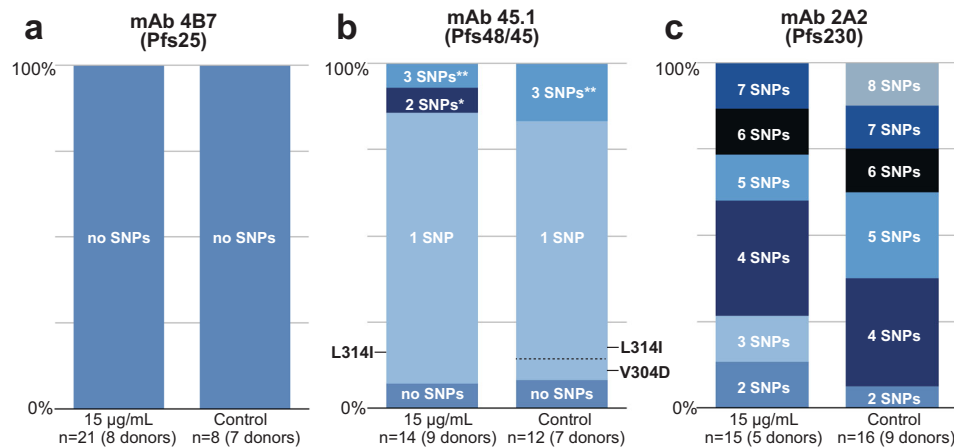 a
mAb 4B7
(Pfs25)
100%
no SNPs
no SNPs
0%
15 µg/mL
n=21 (8 donors)
Control
n=8 (7 donors)
b
mAb 45.1
(Pfs48/45)
100%
3 SNPs**
2 SNPs*
1 SNP
no SNPs
3 SNPs**
1 SNP
no SNPs
L314I
L314I
V304D
0%
15 µg/mL
n=14 (9 donors)
Control
n=12 (7 donors)
c
mAb 2A2
(Pfs230)
100%
7 SNPs
6 SNPs
5 SNPs
4 SNPs
3 SNPs
2 SNPs
8 SNPs
7 SNPs
6 SNPs
5 SNPs
4 SNPs
2 SNPs
0%
15 µg/mL
n=15 (5 donors)
Control
n=16 (9 donors)